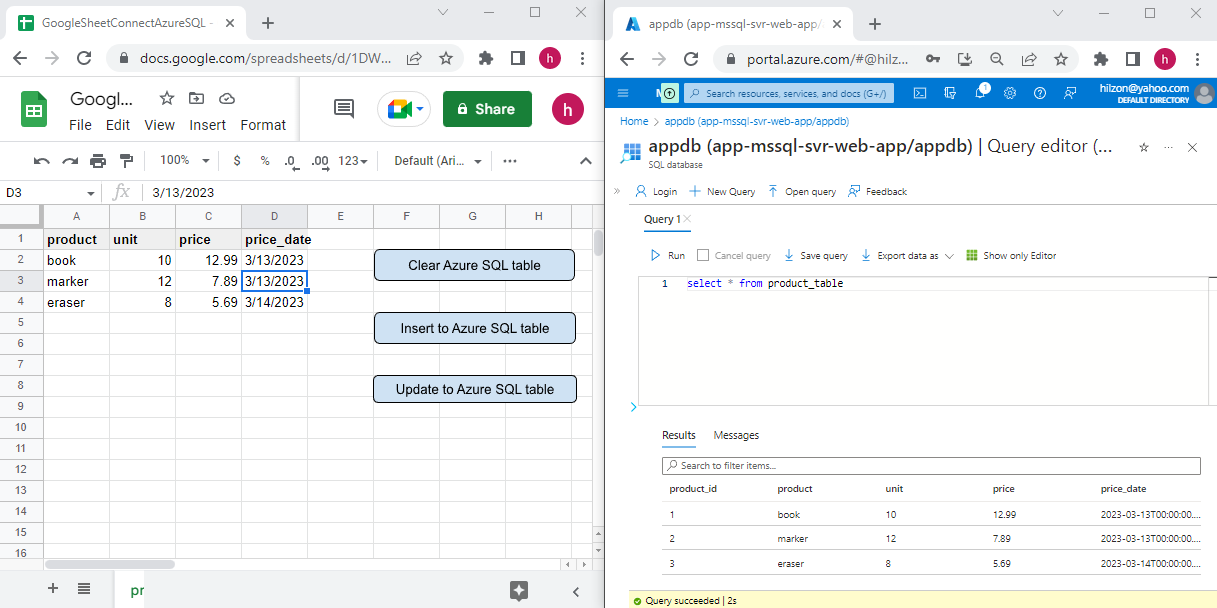 GoogleSheetConnectAzureSQL -
docs.google.com/spreadsheets/d/1DW...
h
Googl...
File Edit View Insert Format
Share
h
100% $ % .0 .00 123 Default (Ari...
D3 fx 3/13/2023
A B C D E F G H
1 product unit price price_date
2 book 10 12.99 3/13/2023
3 marker 12 7.89 3/13/2023
4 eraser 8 5.69 3/14/2023
5
6
7
8
9
10
11
12
13
14
15
16
Clear Azure SQL table
Insert to Azure SQL table
Update to Azure SQL table
pr
appdb (app-mssql-svr-web-app/
portal.azure.com/#@hilz...
h
Search resources, services, and docs (G+/)
1
hilzon@yahoo.com
DEFAULT DIRECTORY
Home > appdb (app-mssql-svr-web-app/appdb)
appdb (app-mssql-svr-web-app/appdb) | Query editor (...
SQL database
Login New Query Open query Feedback
Query 1
Run Cancel query Save query Export data as Show only Editor
1 select * from product_table
Results Messages
Search to filter items...
product_id product unit price price_date
1 book 10 12.99 2023-03-13T00:00:00....
2 marker 12 7.89 2023-03-13T00:00:00....
3 eraser 8 5.69 2023-03-14T00:00:00....
Query succeeded | 2s